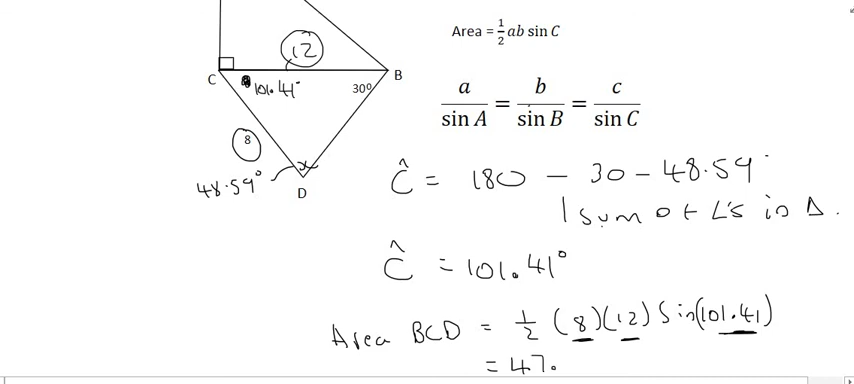 Area = 1/2 ab sin C
12
C
B
101.41°
30°
a/sin A = b/sin B = c/sin C
8
x
48.59°
D
Ĉ = 180 - 30 - 48.59°
| sum of ∠'s in Δ.
Ĉ = 101.41°
Area BCD = 1/2 (8)(12) Sin(101.41)
= 47.